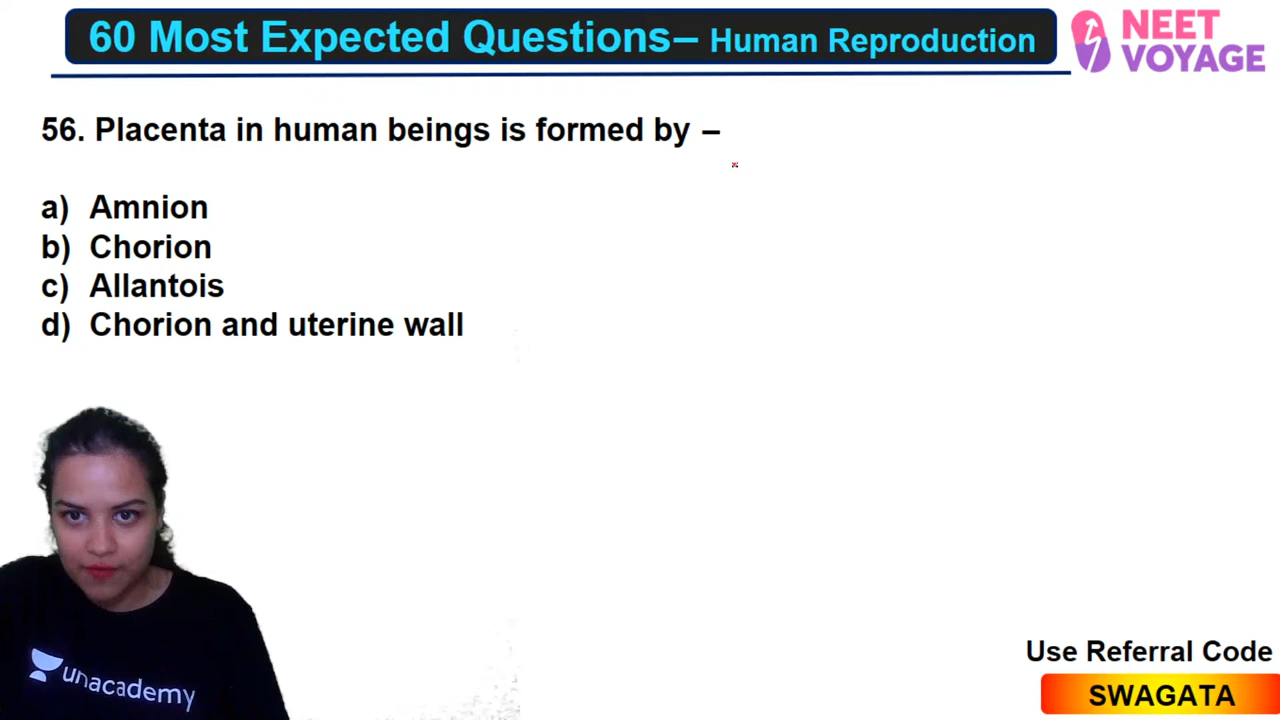 60 Most Expected Questions– Human Reproduction
NEET
VOYAGE
56. Placenta in human beings is formed by –
a) Amnion
b) Chorion
c) Allantois
d) Chorion and uterine wall
unacademy
Use Referral Code
SWAGATA